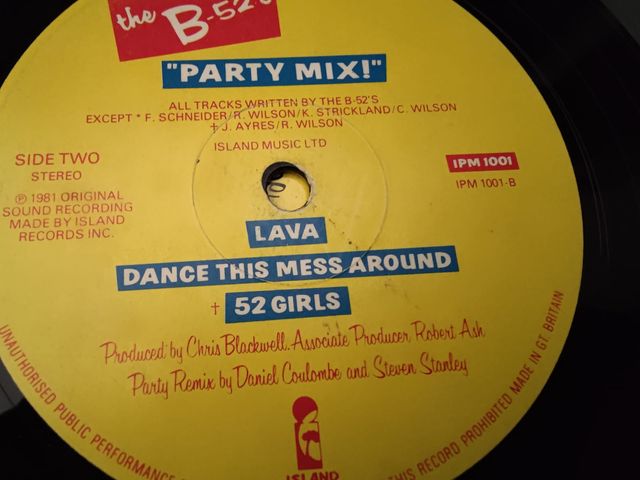 the
B-52's
"PARTY MIX!"
ALL TRACKS WRITTEN BY THE B-52'S
EXCEPT * F. SCHNEIDER/R. WILSON/K. STRICKLAND/C. WILSON
† J. AYRES/R. WILSON
ISLAND MUSIC LTD
SIDE TWO
STEREO
IPM 1001
IPM 1001-B
℗ 1981 ORIGINAL
SOUND RECORDING
MADE BY ISLAND
RECORDS INC.
LAVA
DANCE THIS MESS AROUND
† 52 GIRLS
Produced by Chris Blackwell. Associate Producer, Robert Ash
Party Remix by Daniel Coulombe and Steven Stanley
ISLAND
UNAUTHORISED PUBLIC PERFORMANCE
THIS RECORD PROHIBITED MADE IN GT. BRITAIN